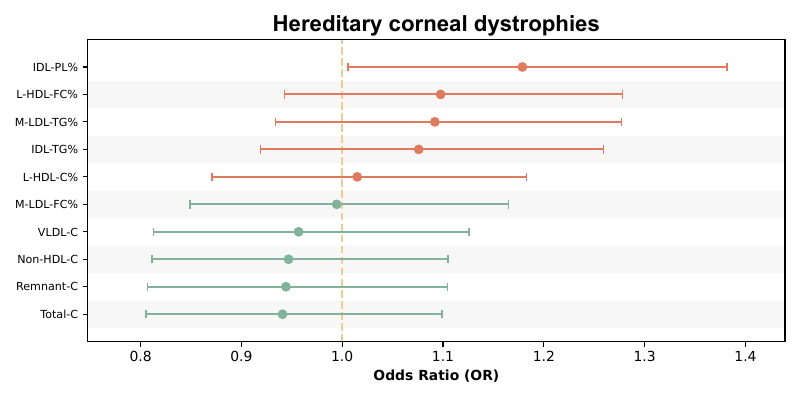 Hereditary corneal dystrophies
IDL-PL%
L-HDL-FC%
M-LDL-TG%
IDL-TG%
L-HDL-C%
M-LDL-FC%
VLDL-C
Non-HDL-C
Remnant-C
Total-C
0.8 0.9 1.0 1.1 1.2 1.3 1.4
Odds Ratio (OR)